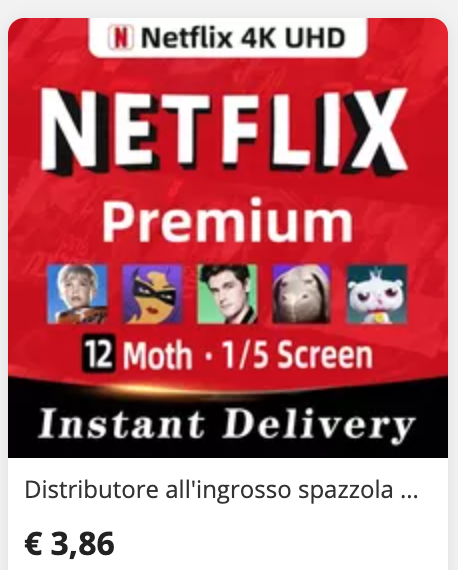 N Netflix 4K UHD
NETFLIX
Premium
12 Moth · 1/5 Screen
Instant Delivery
Distributore all'ingrosso spazzola ...
€ 3,86